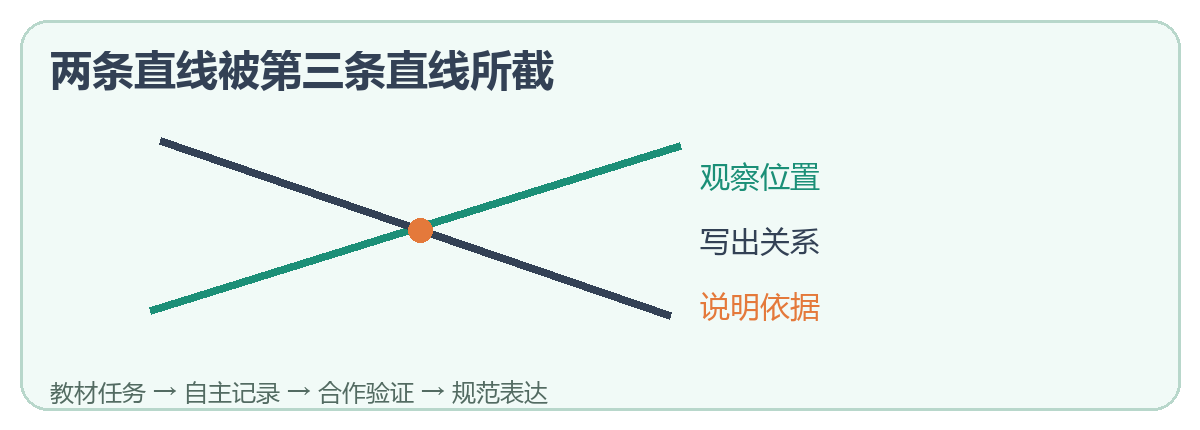 两条直线被第三条直线所截
观察位置
写出关系
说明依据
教材任务 → 自主记录 → 合作验证 → 规范表达